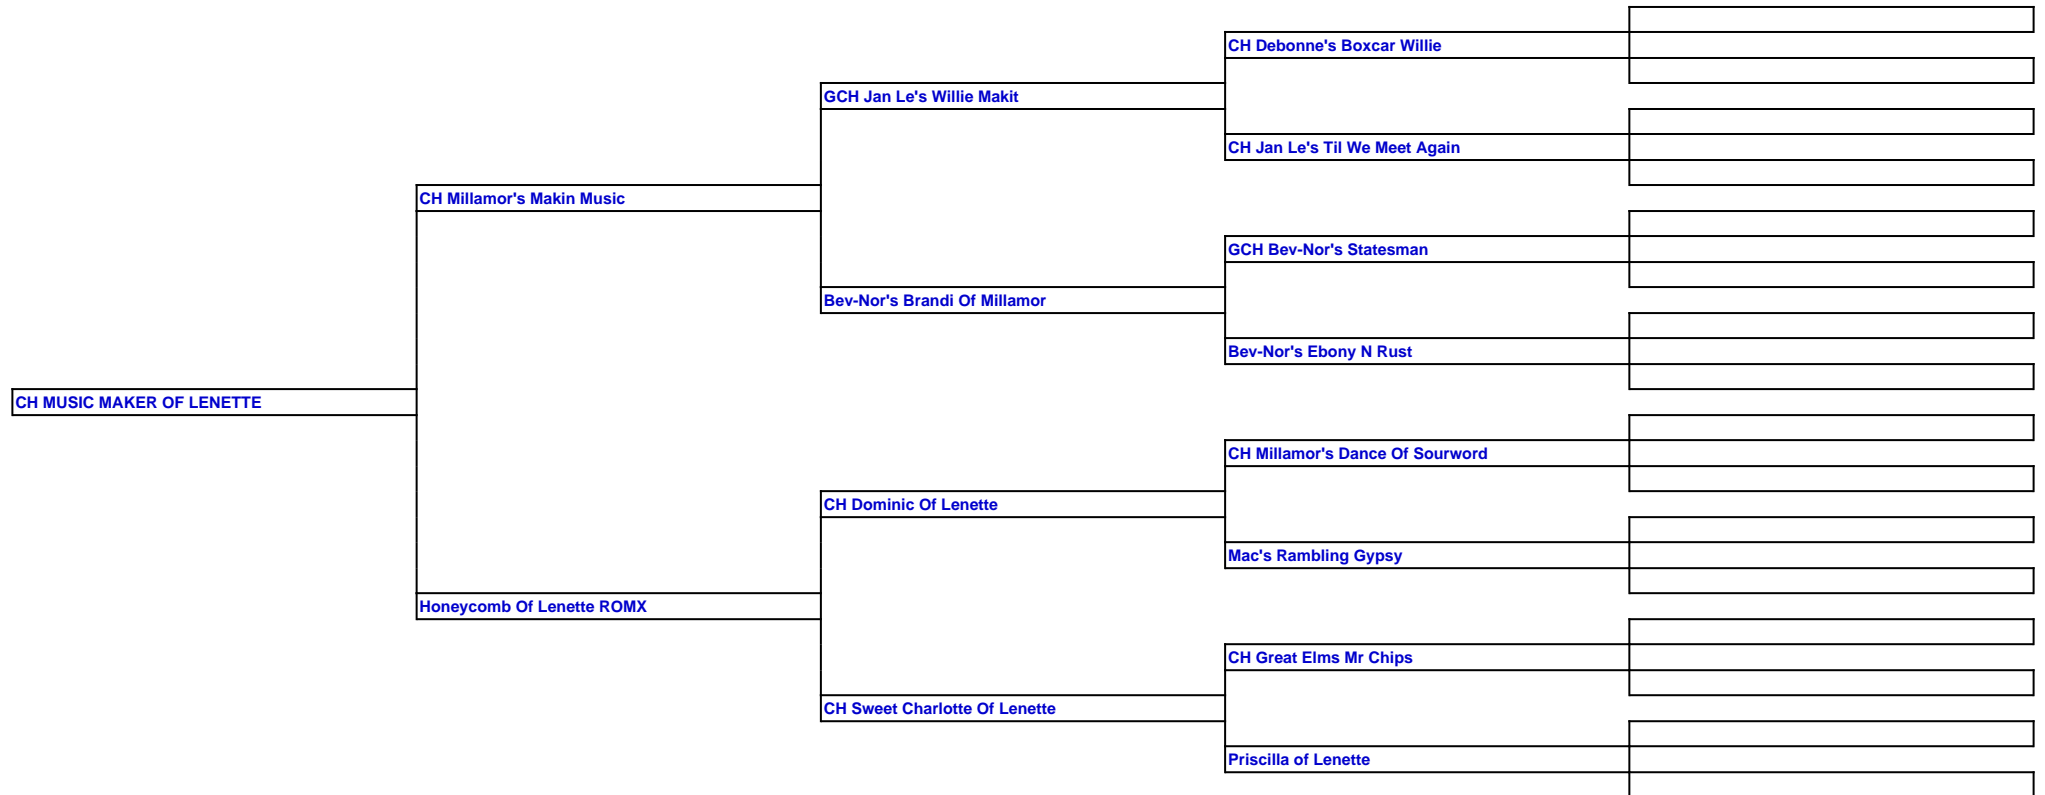 CH Debonne's Boxcar Willie
GCH Jan Le's Willie Makit
CH Jan Le's Til We Meet Again
CH Millamor's Makin Music
GCH Bev-Nor's Statesman
Bev-Nor's Brandi Of Millamor
Bev-Nor's Ebony N Rust
CH MUSIC MAKER OF LENETTE
CH Millamor's Dance Of Sourword
CH Dominic Of Lenette
Mac's Rambling Gypsy
Honeycomb Of Lenette ROMX
CH Great Elms Mr Chips
CH Sweet Charlotte Of Lenette
Priscilla of Lenette